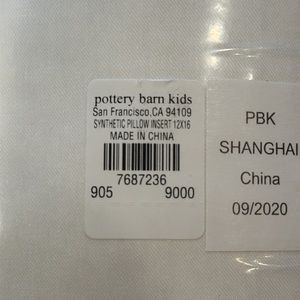 pottery barn kids
San Francisco,CA 94109
SYNTHETIC PILLOW INSERT 12X16
MADE IN CHINA
7687236
905 9000
PBK
SHANGHAI
China
09/2020